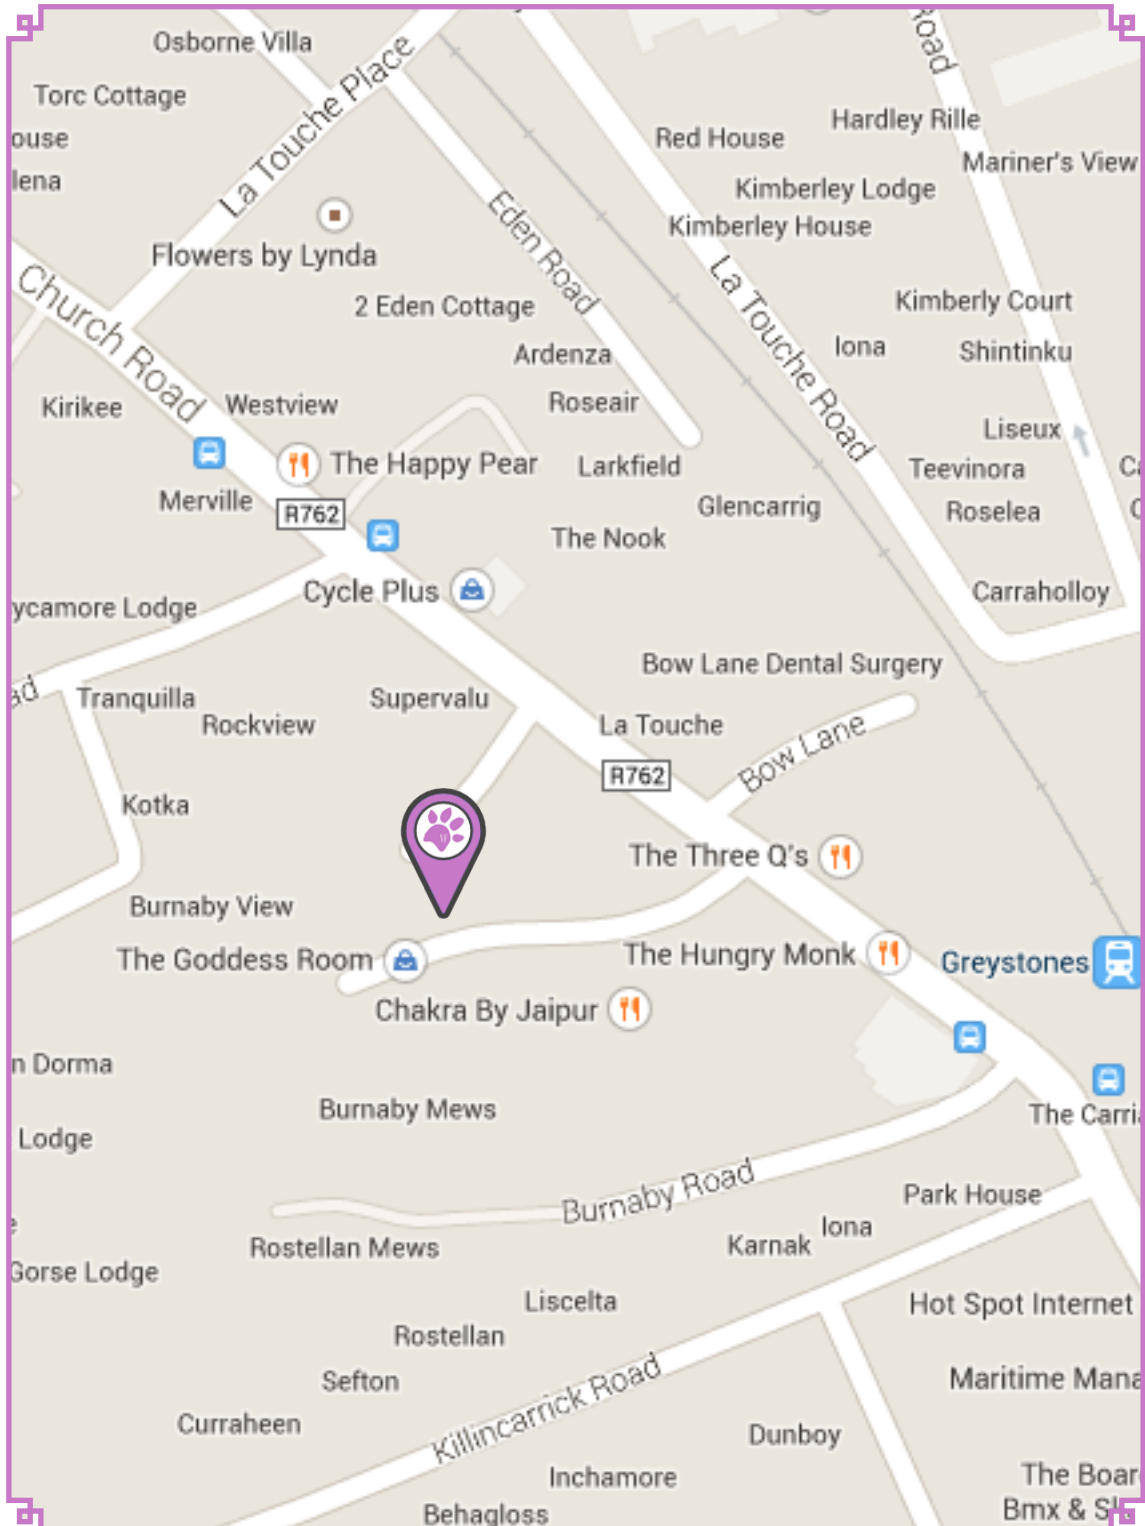 Road
Osborne Villa
La Touche Place
Torc Cottage
Hardley Rille
Red House
ouse
Mariner's View
lena
Kimberley Lodge
Kimberley House
Eden Road
Flowers by Lynda
La Touche Road
Church Road
2 Eden Cottage
Kimberly Court
Iona
Shintinku
Ardenza
Kirikee
Westview
Roseair
Liseux
The Happy Pear
Larkfield
Teevinora
Ca
Merville
R762
Glencarrig
Roselea
C
The Nook
Cycle Plus
Carraholloy
ycamore Lodge
Bow Lane Dental Surgery
ad
Tranquilla
Supervalu
Rockview
La Touche
Bow Lane
R762
Kotka
The Three Q's
Burnaby View
The Goddess Room
The Hungry Monk
Greystones
Chakra By Jaipur
n Dorma
Burnaby Mews
The Carria
Lodge
Burnaby Road
Park House
Iona
Karnak
Rostellan Mews
Gorse Lodge
Liscelta
Hot Spot Internet
Rostellan
Sefton
Killincarrick Road
Maritime Mana
Curraheen
Dunboy
Inchamore
The Boar
Behagloss
Bmx & Sk